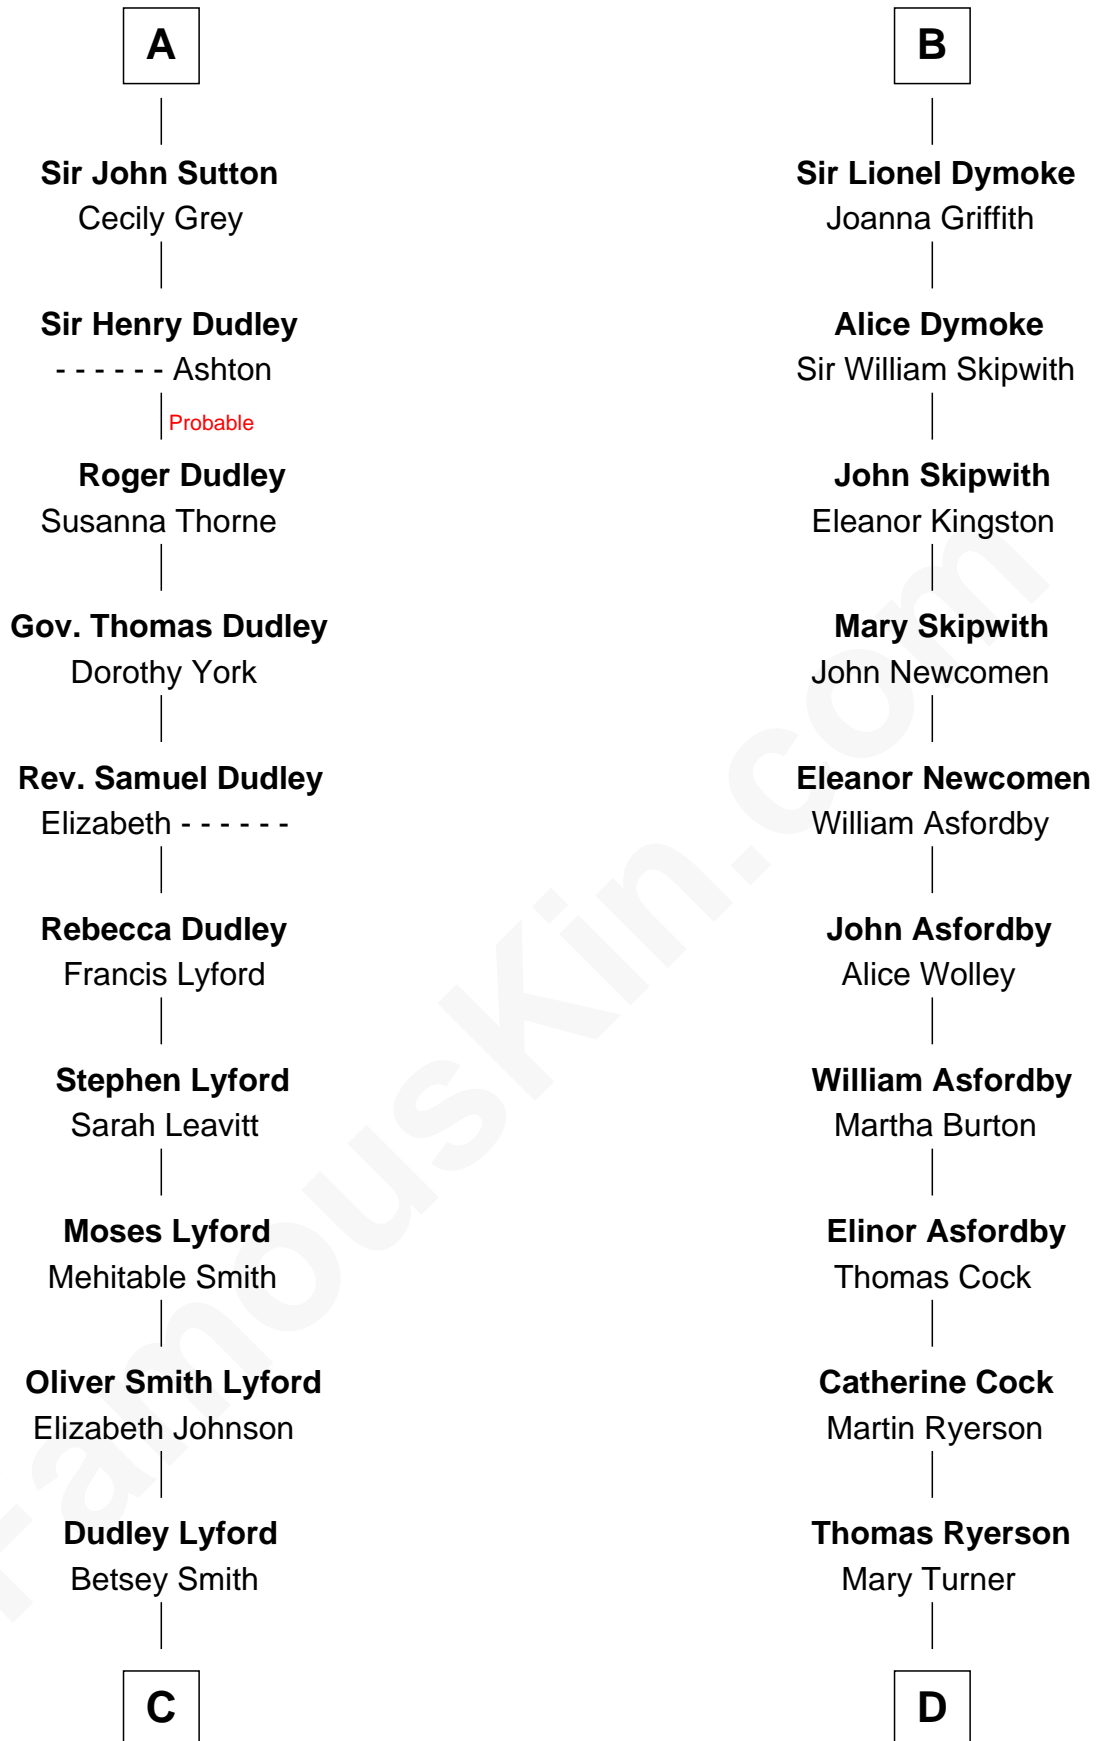 A
Sir John Sutton
Cecily Grey
Sir Henry Dudley
- - - - - - Ashton
Probable
Roger Dudley
Susanna Thorne
Gov. Thomas Dudley
Dorothy York
Rev. Samuel Dudley
Elizabeth - - - - - -
Rebecca Dudley
Francis Lyford
Stephen Lyford
Sarah Leavitt
Moses Lyford
Mehitable Smith
Oliver Smith Lyford
Elizabeth Johnson
Dudley Lyford
Betsey Smith
C
B
Sir Lionel Dymoke
Joanna Griffith
Alice Dymoke
Sir William Skipwith
John Skipwith
Eleanor Kingston
Mary Skipwith
John Newcomen
Eleanor Newcomen
William Asfordby
John Asfordby
Alice Wolley
William Asfordby
Martha Burton
Elinor Asfordby
Thomas Cock
Catherine Cock
Martin Ryerson
Thomas Ryerson
Mary Turner
D
FamousKin.com